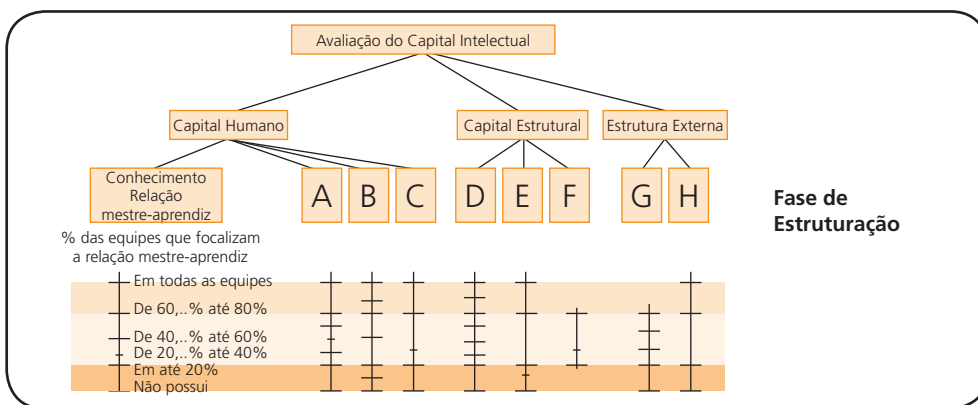 Avaliação do Capital Intelectual
Capital Humano
Capital Estrutural
Estrutura Externa
Conhecimento
Relação
mestre-aprendiz
A
B
C
D
E
F
G
H
Fase de
Estruturação
% das equipes que focalizam
a relação mestre-aprendiz
Em todas as equipes
De 60,..% até 80%
De 40,..% até 60%
De 20,..% até 40%
Em até 20%
Não possui